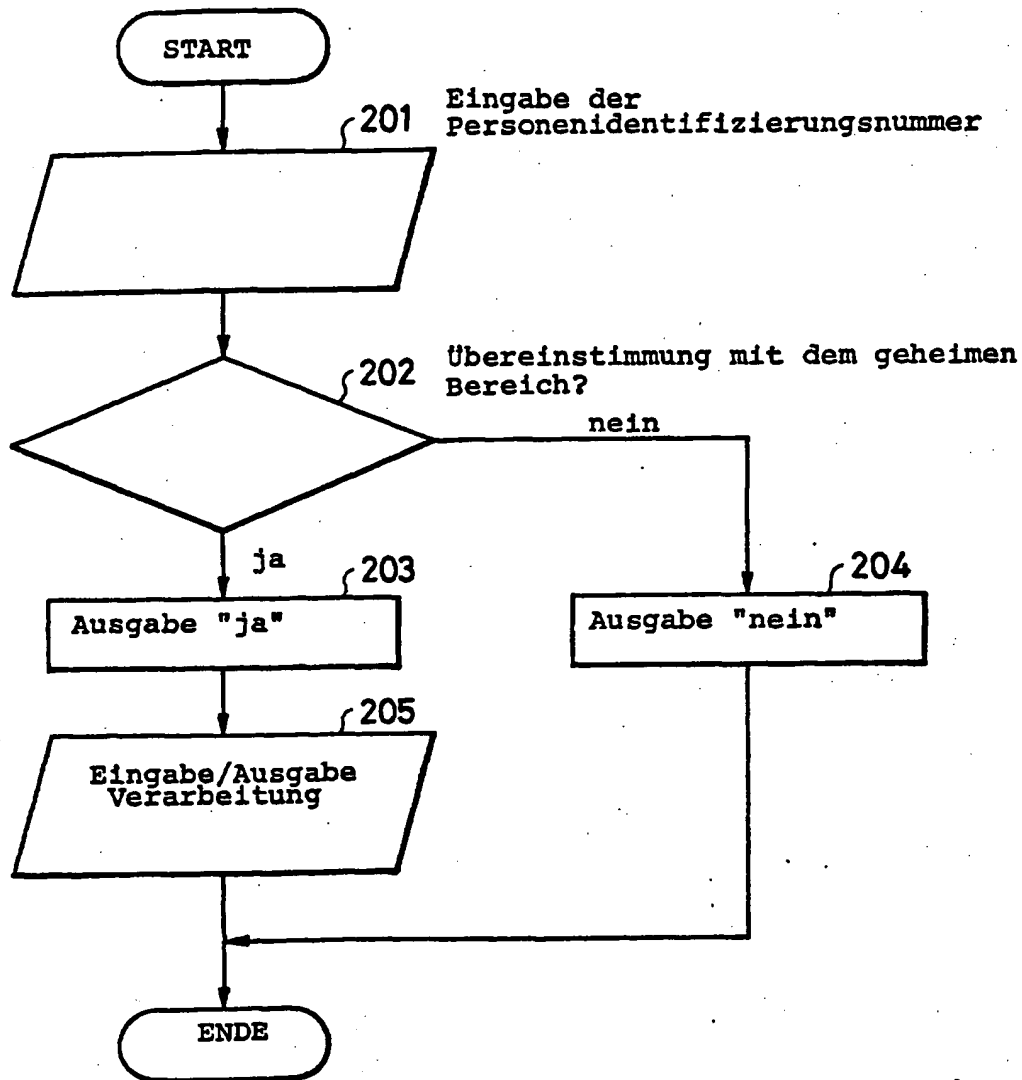 START
201
Eingabe der
Personenidentifizierungsnummer
202
Übereinstimmung mit dem geheimen
Bereich?
nein
ja
203
Ausgabe "ja"
204
Ausgabe "nein"
205
Eingabe/Ausgabe
Verarbeitung
ENDE